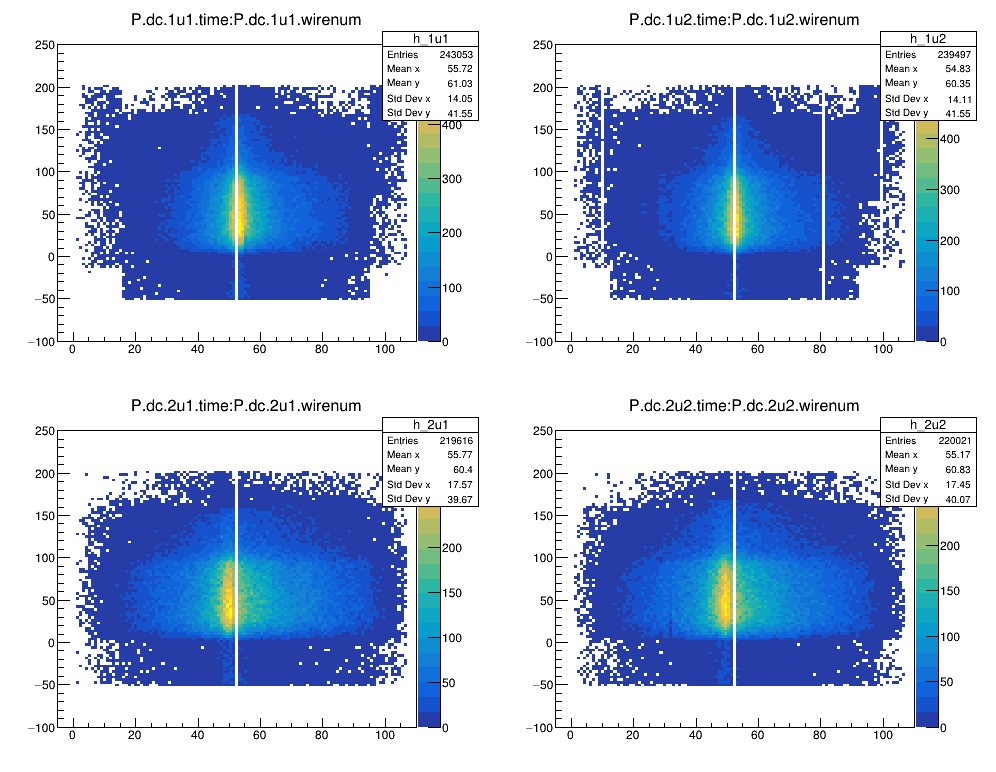 P.dc.1u1.time:P.dc.1u1.wirenum
h_1u1
Entries 243053
Mean x 55.72
Mean y 61.03
Std Dev x 14.05
Std Dev y 41.55
250
200
150
100
50
0
−50
−100
0 20 40 60 80 100
400
300
200
100
0
P.dc.1u2.time:P.dc.1u2.wirenum
h_1u2
Entries 239497
Mean x 54.83
Mean y 60.35
Std Dev x 14.11
Std Dev y 41.55
250
200
150
100
50
0
−50
−100
0 20 40 60 80 100
400
300
200
100
0
P.dc.2u1.time:P.dc.2u1.wirenum
h_2u1
Entries 219616
Mean x 55.77
Mean y 60.4
Std Dev x 17.57
Std Dev y 39.67
250
200
150
100
50
0
−50
−100
0 20 40 60 80 100
200
150
100
50
0
P.dc.2u2.time:P.dc.2u2.wirenum
h_2u2
Entries 220021
Mean x 55.17
Mean y 60.83
Std Dev x 17.45
Std Dev y 40.07
250
200
150
100
50
0
−50
−100
0 20 40 60 80 100
200
150
100
50
0